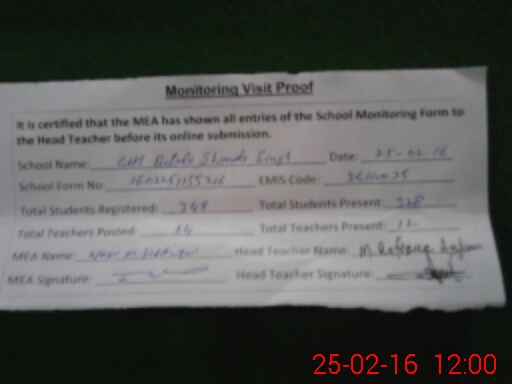 Monitoring Visit Proof
It is certified that the MEA has shown all entries of the School Monitoring Form to
the Head Teacher before its online submission.
School Name: Jhanda Singh Date: 25-02-16
School Form No EMIS Code:
Total Students Registered: 349 Total Students Present: 328
Total Teachers Posted: 14 Total Teachers Present: 12
MEA Name: Head Teacher Name: M.
MEA Signature: Head Teacher Signature:
25-02-16 12:00